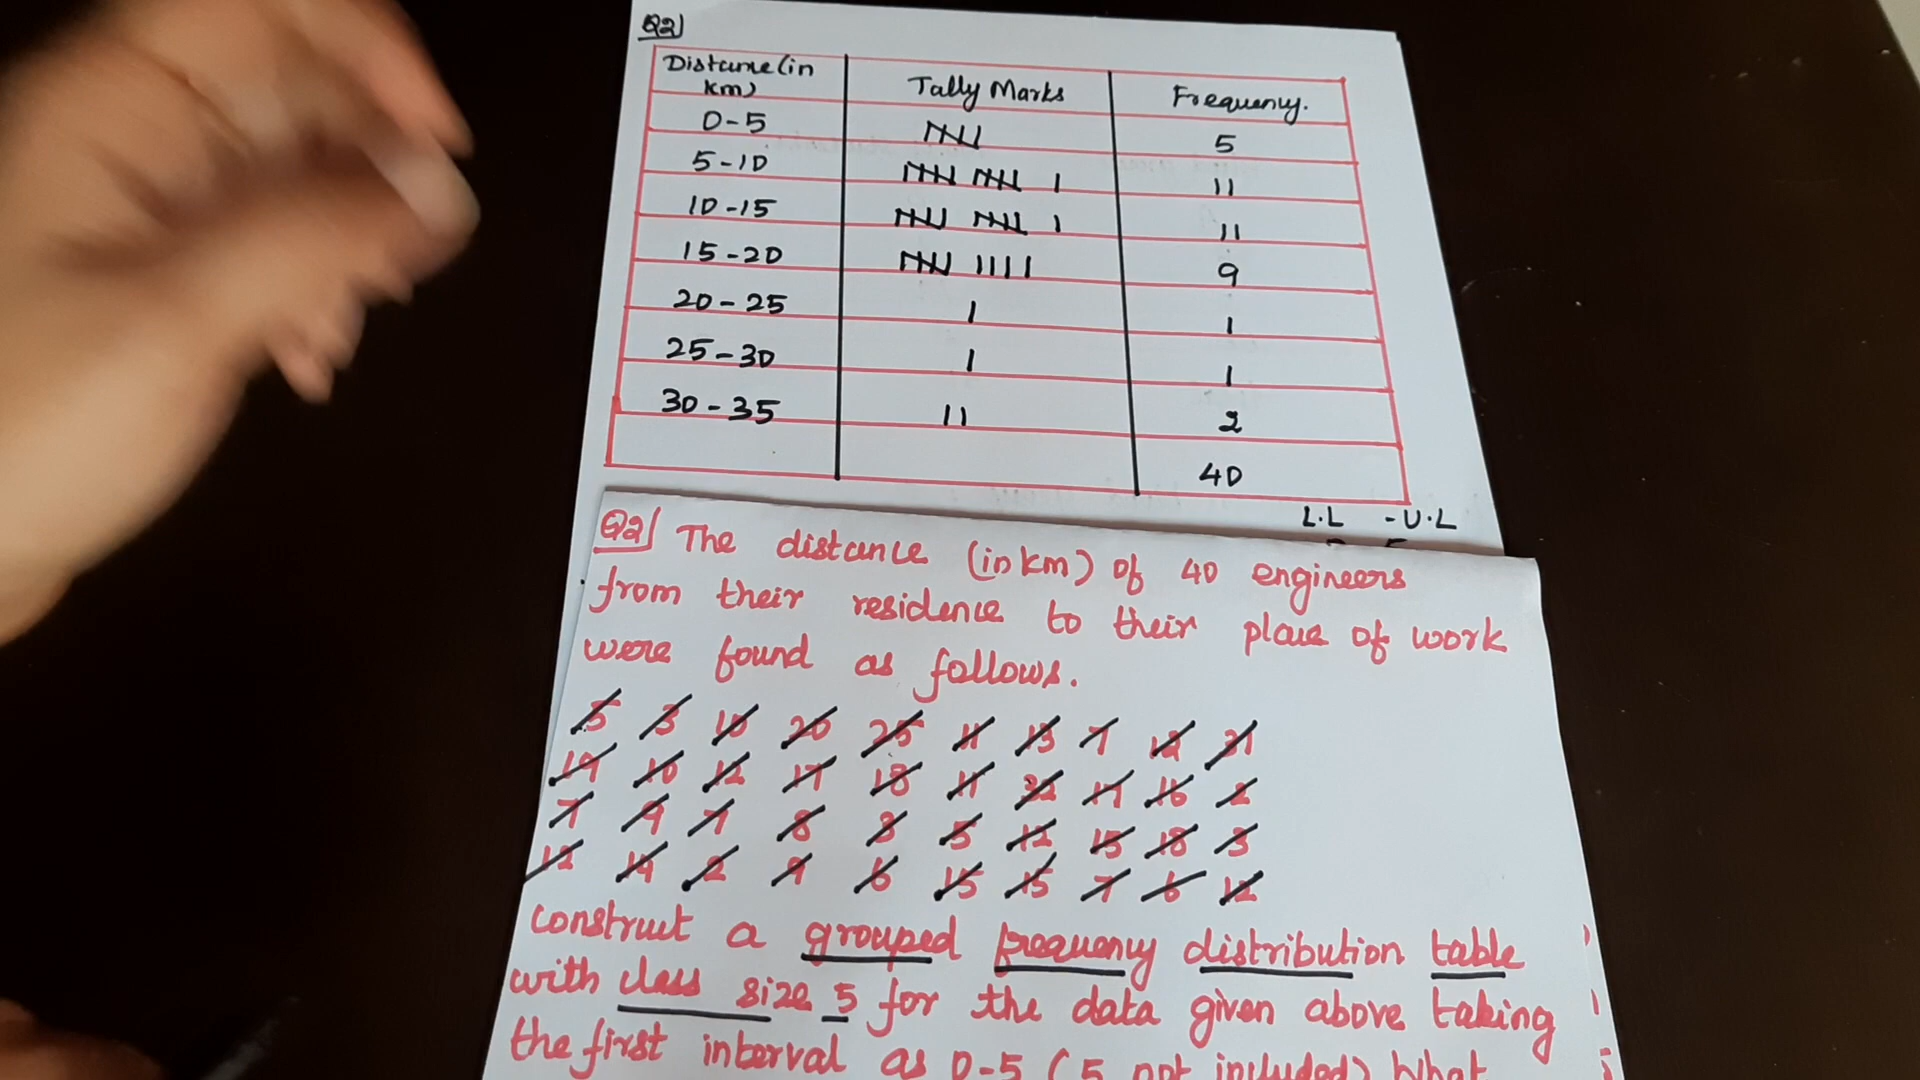 Q2)
Distance (in km) Tally Marks Frequency.
0-5 5
5-10 11
10-15 11
15-20 9
20-25 1
25-30 1
30-35 2
40
L.L - U.L
Q2) The distance (in km) of 40 engineers
from their residence to their place of work
were found as follows.
5 3 10 20 25 11 13 7 12 31
19 10 12 17 18 11 32 17 16 2
7 9 7 8 3 5 12 15 18 3
12 14 2 9 6 15 15 7 6 12
construct a grouped frequency distribution table
with class size 5 for the data given above taking
the first interval as 0-5 (5 not included) What